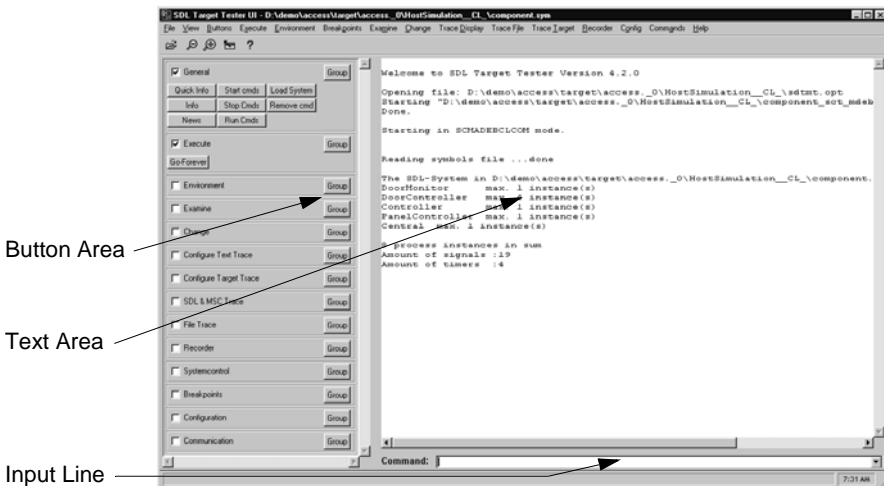 SDL Target Tester UI - D:\demo\access\target\access._0\HostSimulation__CL_\component.sym
File View Buttons Execute Environment Breakpoints Examine Change Trace Display Trace File Trace Target Recorder Config Commands Help
?
General Group
Quick Info Start cmds Load System
Info Stop Cmds Remove cmd
News Run Cmds
Execute Group
Go-Forever
Environment Group
Examine Group
Change Group
Configure Text Trace Group
Configure Target Trace Group
SDL & MSC Trace Group
File Trace Group
Recorder Group
Systemcontrol Group
Breakpoints Group
Configuration Group
Communication Group
Welcome to SDL Target Tester Version 4.2.0
Opening file: D:\demo\access\target\access._0\HostSimulation__CL_\sdtmt.opt
Starting "D:\demo\access\target\access._0\HostSimulation__CL_\component_sct_mdeb
Done.
Starting in SCMADEBCLCOM mode.
Reading symbols file ...done
The SDL-System in D:\demo\access\target\access._0\HostSimulation__CL_\component.
DoorMonitor max. 1 instance(s)
DoorController max. instance(s)
Controller max. 1 instance(s)
PanelController max. 1 instance(s)
Central max. 1 instance(s)
process instances in sum
Amount of signals :19
Amount of timers :4
Command:
7:31 AM
Button Area
Text Area
Input Line